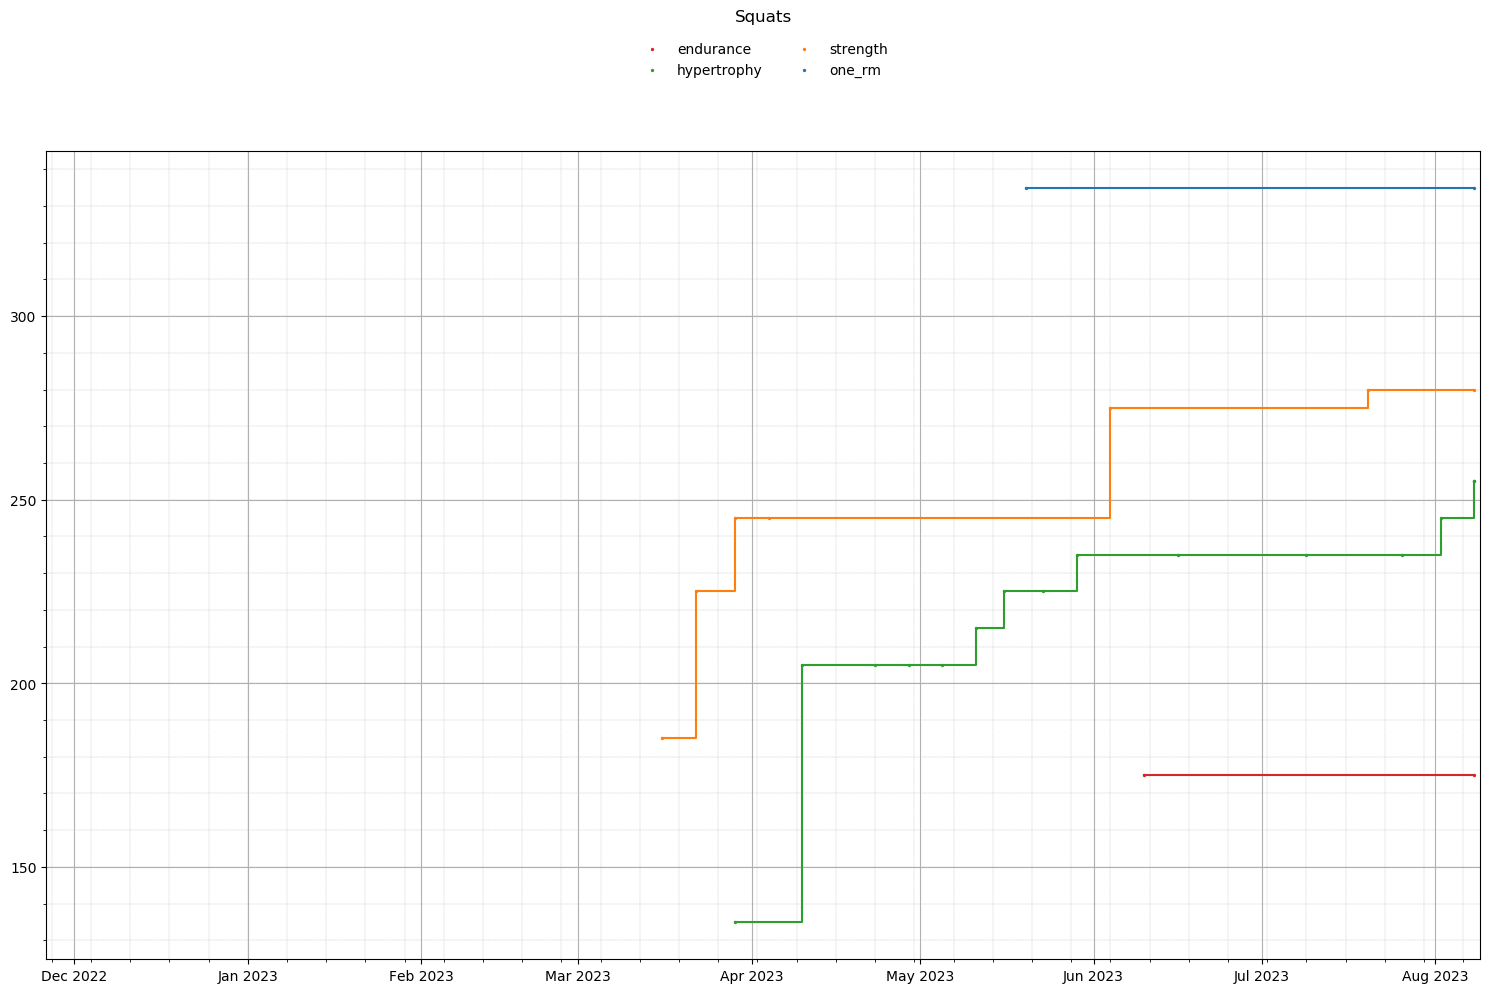 Squats
endurance strength
hypertrophy one_rm
300
250
200
150
Dec 2022 Jan 2023 Feb 2023 Mar 2023 Apr 2023 May 2023 Jun 2023 Jul 2023 Aug 2023